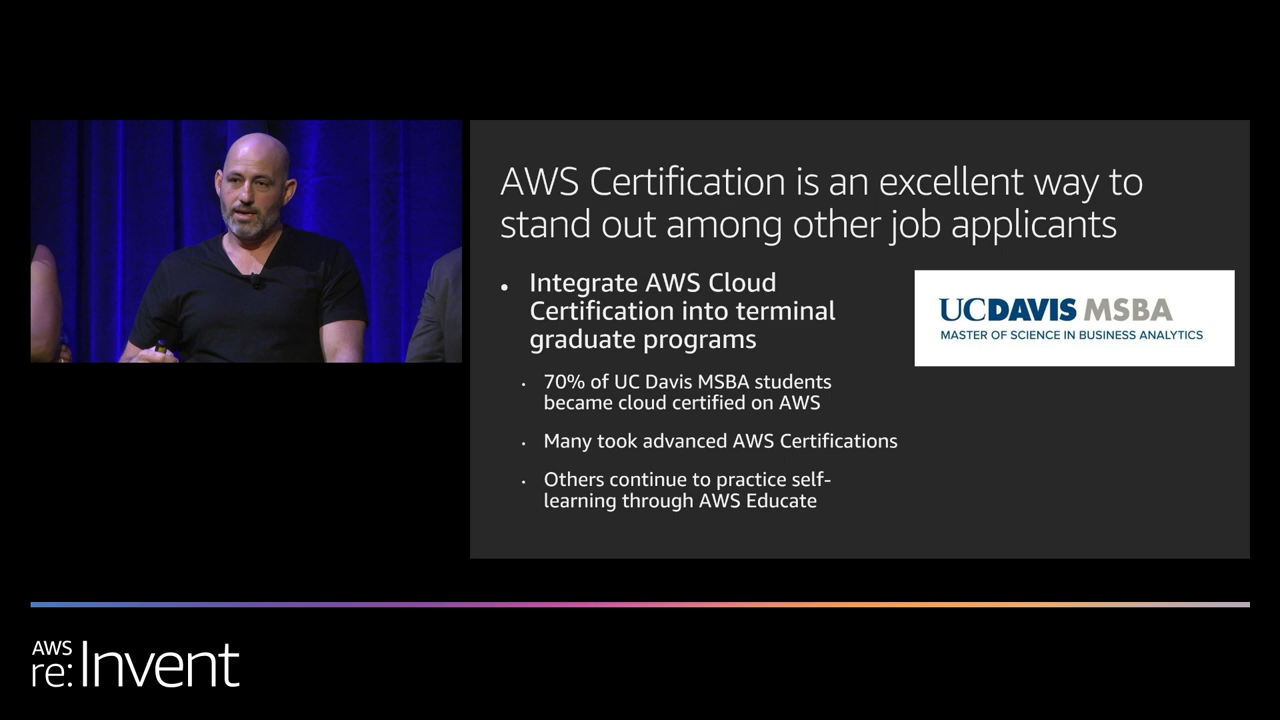 AWS Certification is an excellent way to
stand out among other job applicants
• Integrate AWS Cloud
Certification into terminal
graduate programs
• 70% of UC Davis MSBA students
became cloud certified on AWS
• Many took advanced AWS Certifications
• Others continue to practice self-
learning through AWS Educate
UCDAVIS MSBA
MASTER OF SCIENCE IN BUSINESS ANALYTICS
AWS
re:Invent